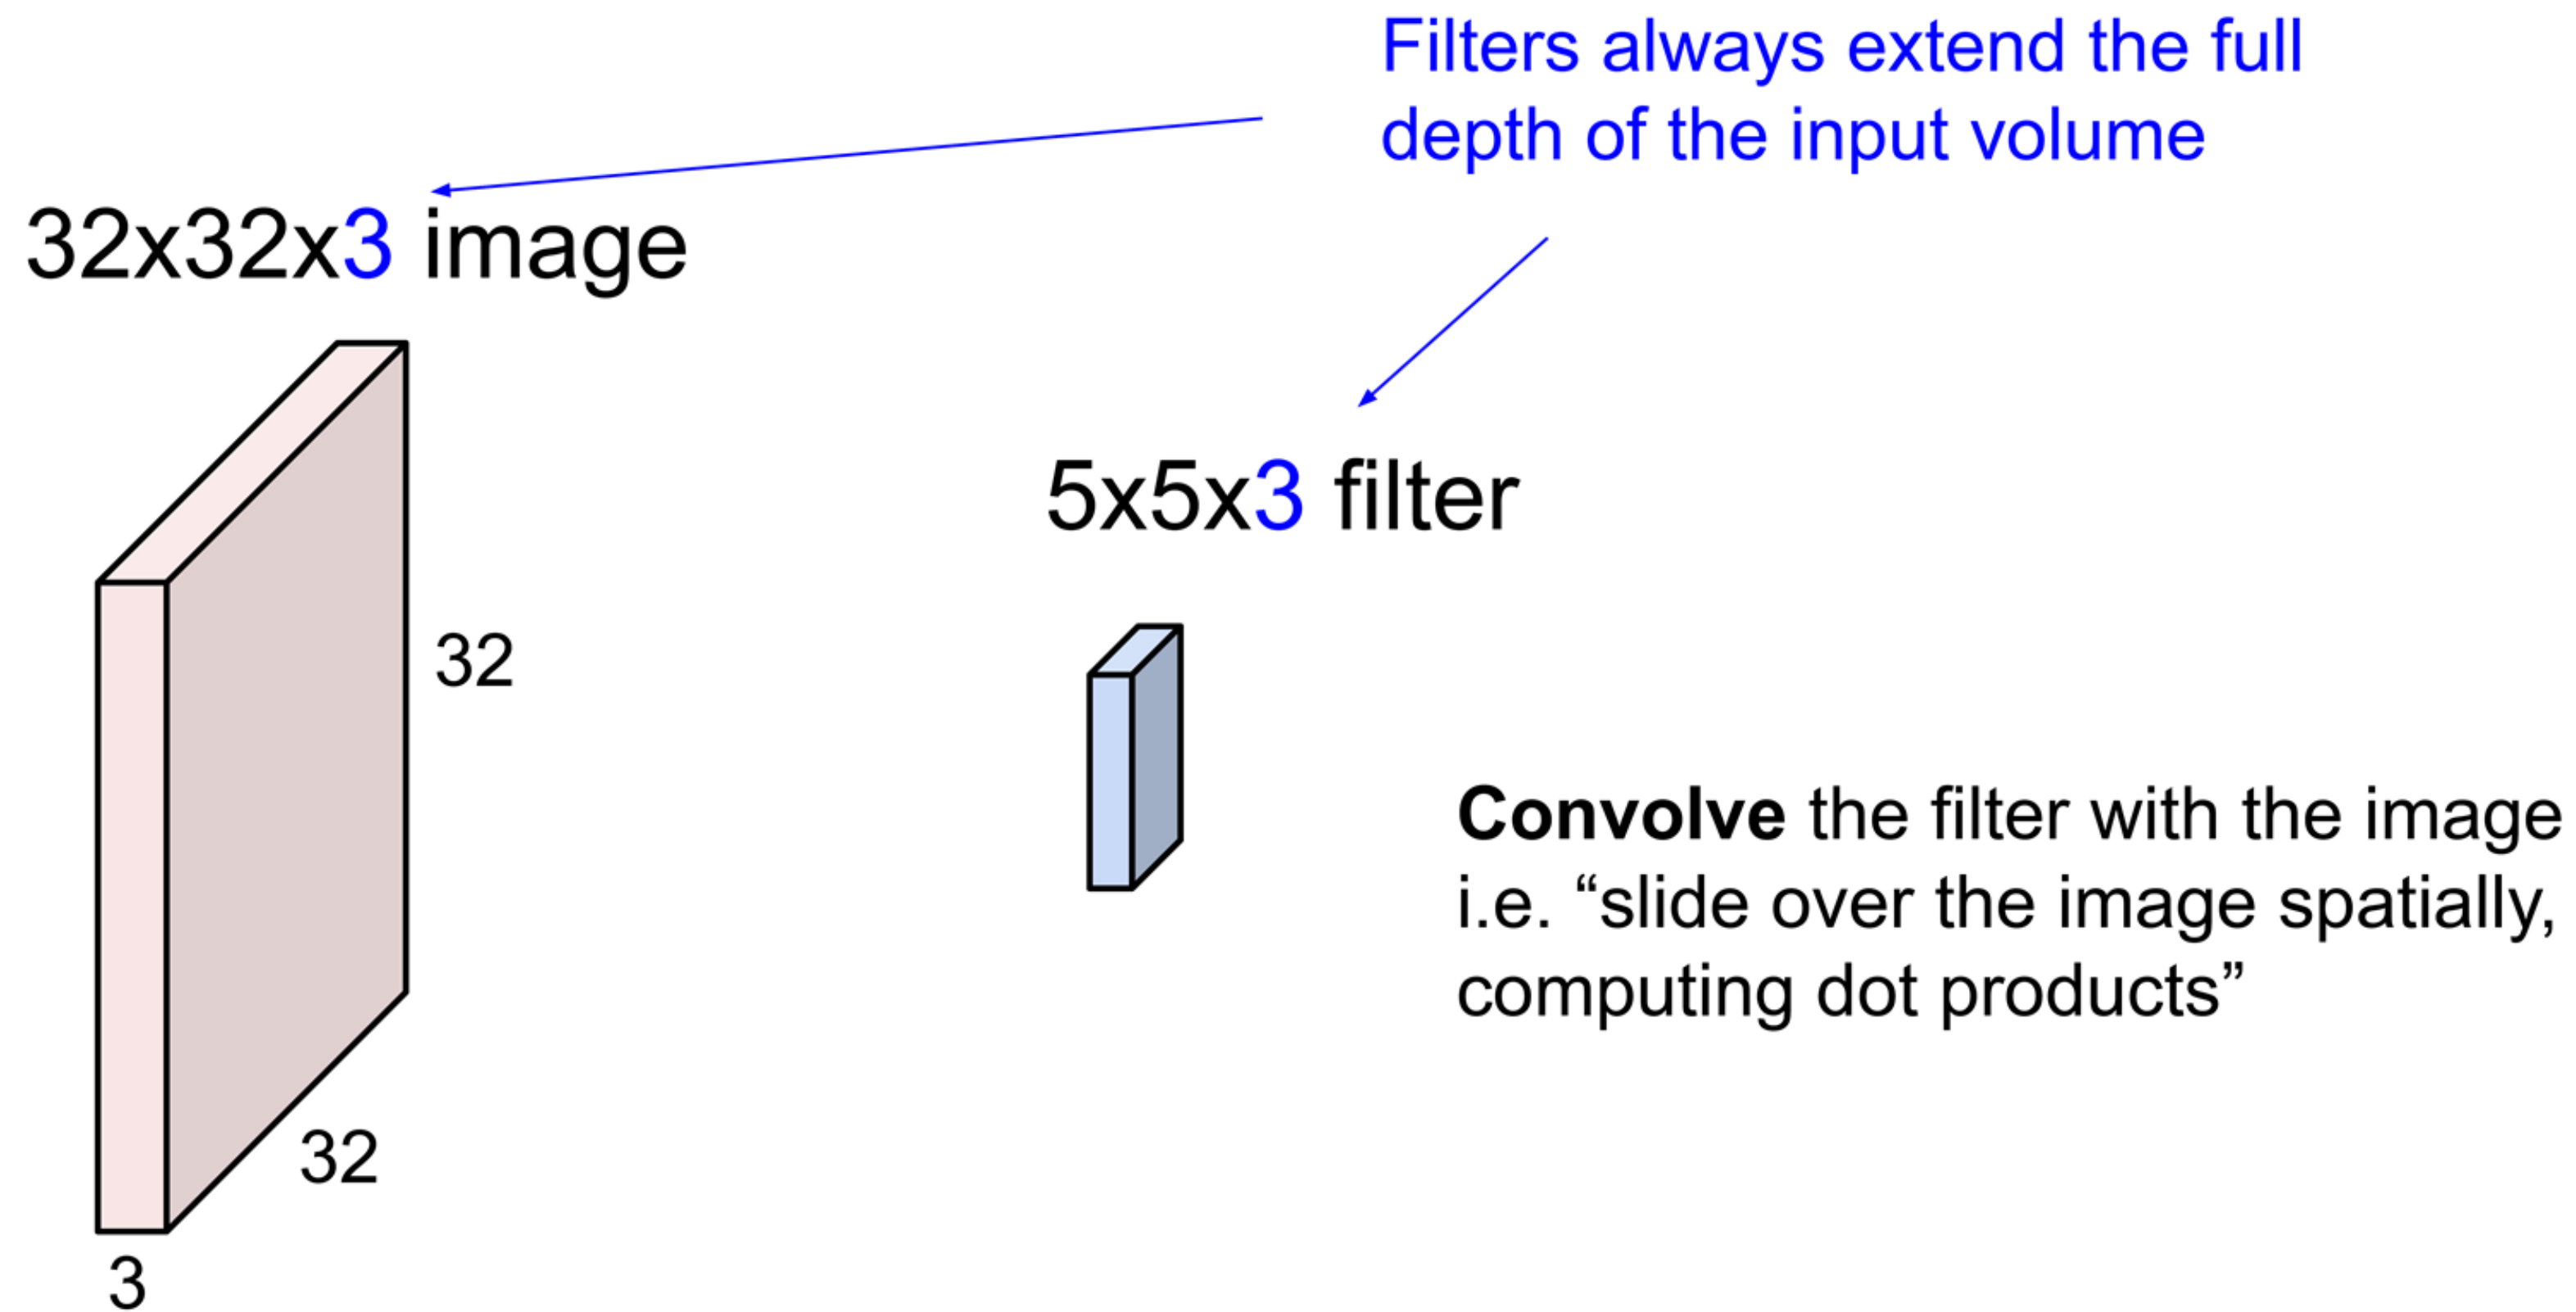 Filters always extend the full
depth of the input volume
32x32x3 image
5x5x3 filter
32
Convolve the filter with the image
i.e. “slide over the image spatially,
computing dot products”
32
3